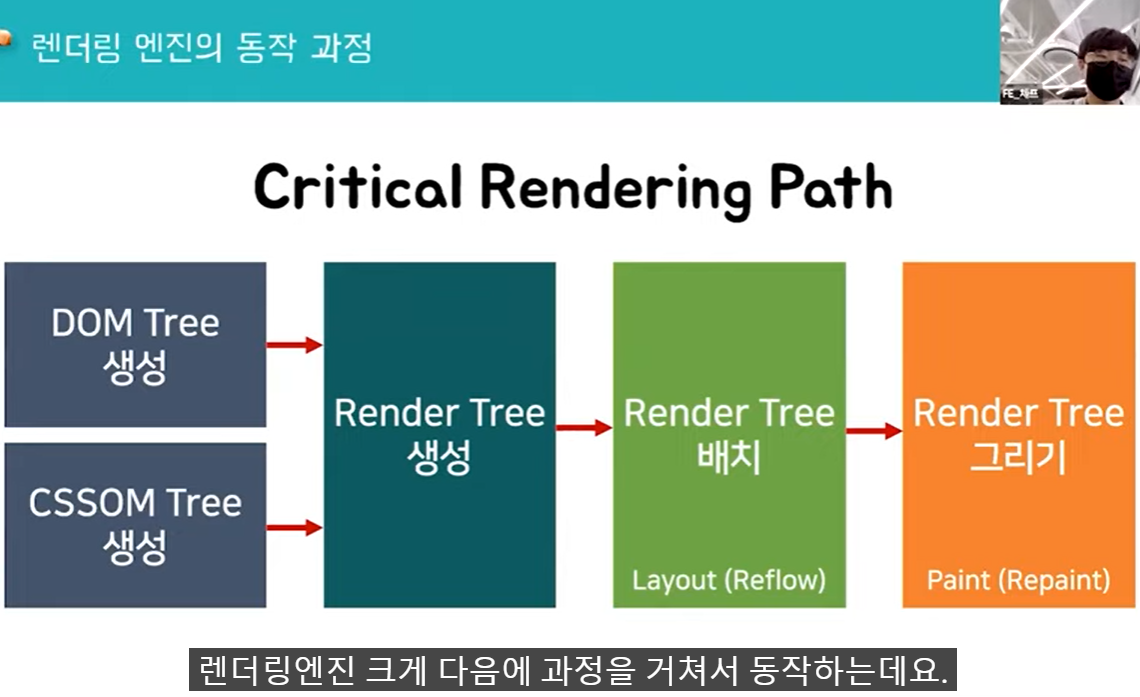 렌더링 엔진의 동작 과정
FE_체프
Critical Rendering Path
DOM Tree
생성
CSSOM Tree
생성
Render Tree
생성
Render Tree
배치
Layout (Reflow)
Render Tree
그리기
Paint (Repaint)
렌더링엔진 크게 다음에 과정을 거쳐서 동작하는데요.